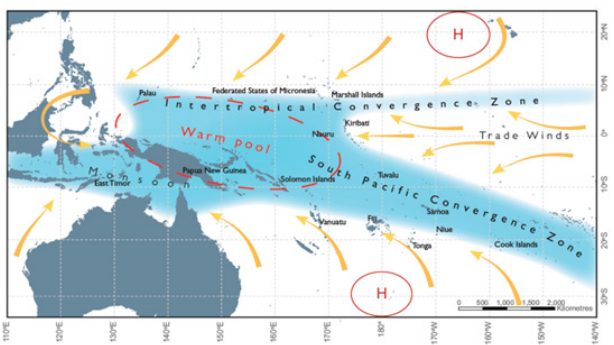 20°N
H
Palau
Federated States of Micronesia
Marshall Islands
10°N
Intertropical Convergence Zone
Kiribati
Warm pool
Nauru
Trade Winds
0°
South Pacific Convergence Zone
Monsoon
Papua New Guinea
Tuvalu
East Timor
Solomon Islands
10°S
Samoa
Vanuatu
Fiji
Niue
Tonga
Cook Islands
20°S
H
0 500 1,000 1,500 2,000
Kilometres
30°S
110°E 120°E 130°E 140°E 150°E 160°E 170°E 180° 170°W 160°W 150°W 140°W